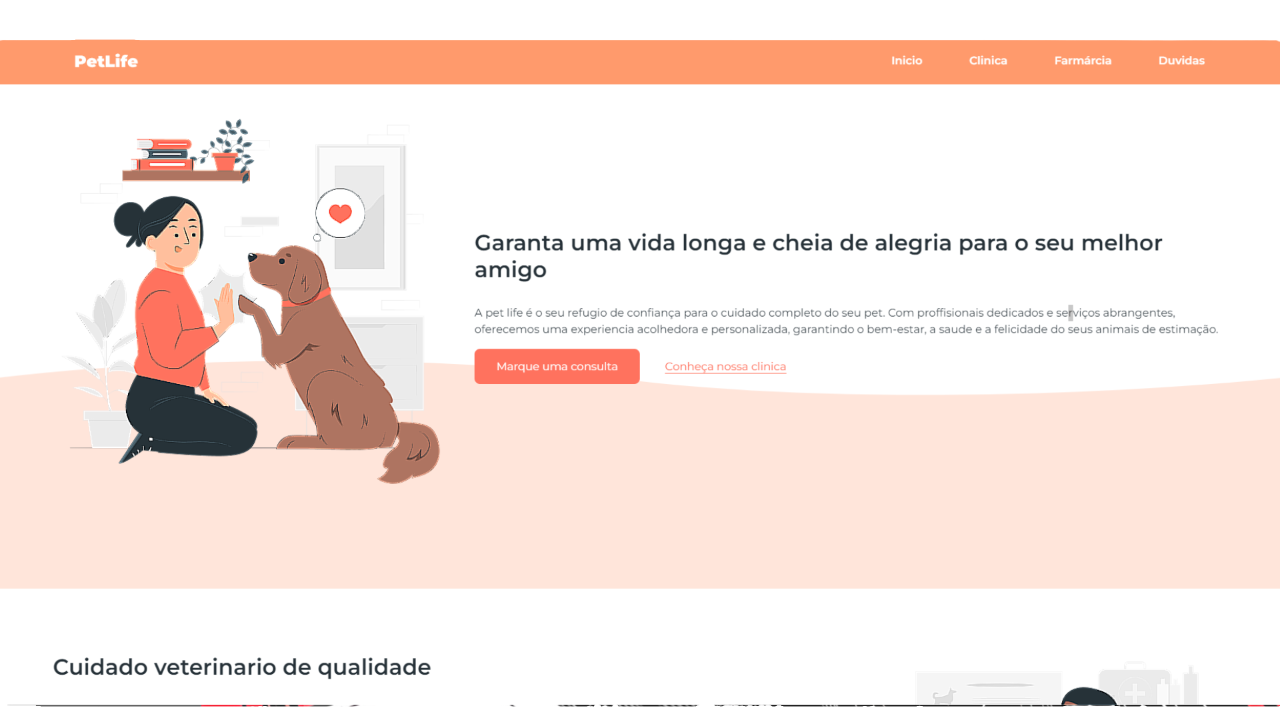 PetLife
Inicio
Clinica
Farmárcia
Duvidas
Garanta uma vida longa e cheia de alegria para o seu melhor
amigo
A pet life é o seu refugio de confiança para o cuidado completo do seu pet. Com proffisionais dedicados e serviços abrangentes,
oferecemos uma experiencia acolhedora e personalizada, garantindo o bem-estar, a saude e a felicidade do seus animais de estimação.
Marque uma consulta
Conheça nossa clinica
Cuidado veterinario de qualidade